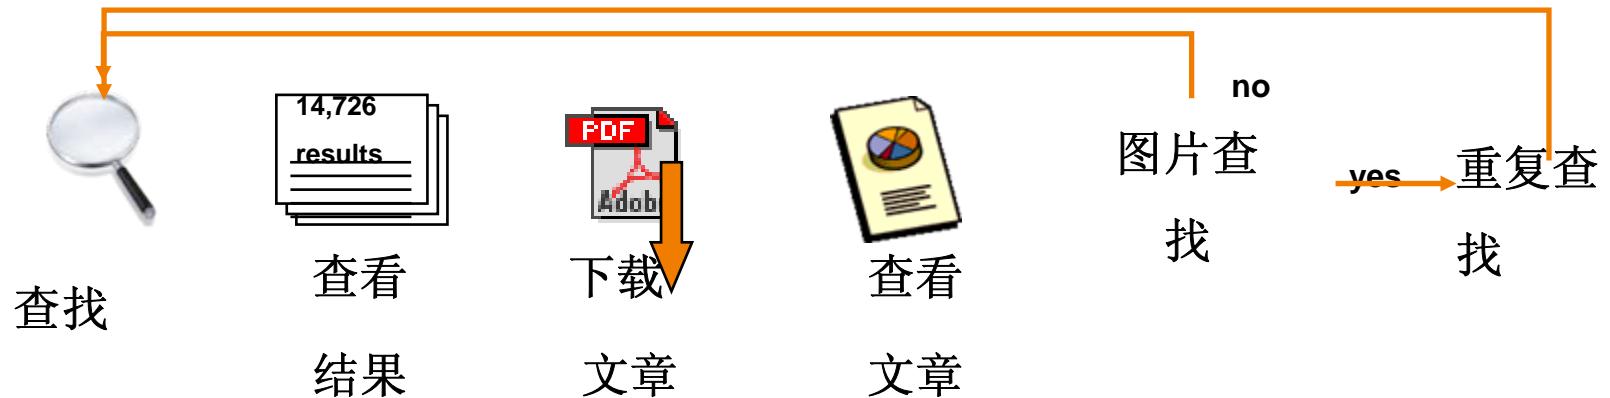 14,726
results
PDF
Adob
no
yes
查找
查看
结果
下载
文章
查看
文章
图片查
找
重复查
找